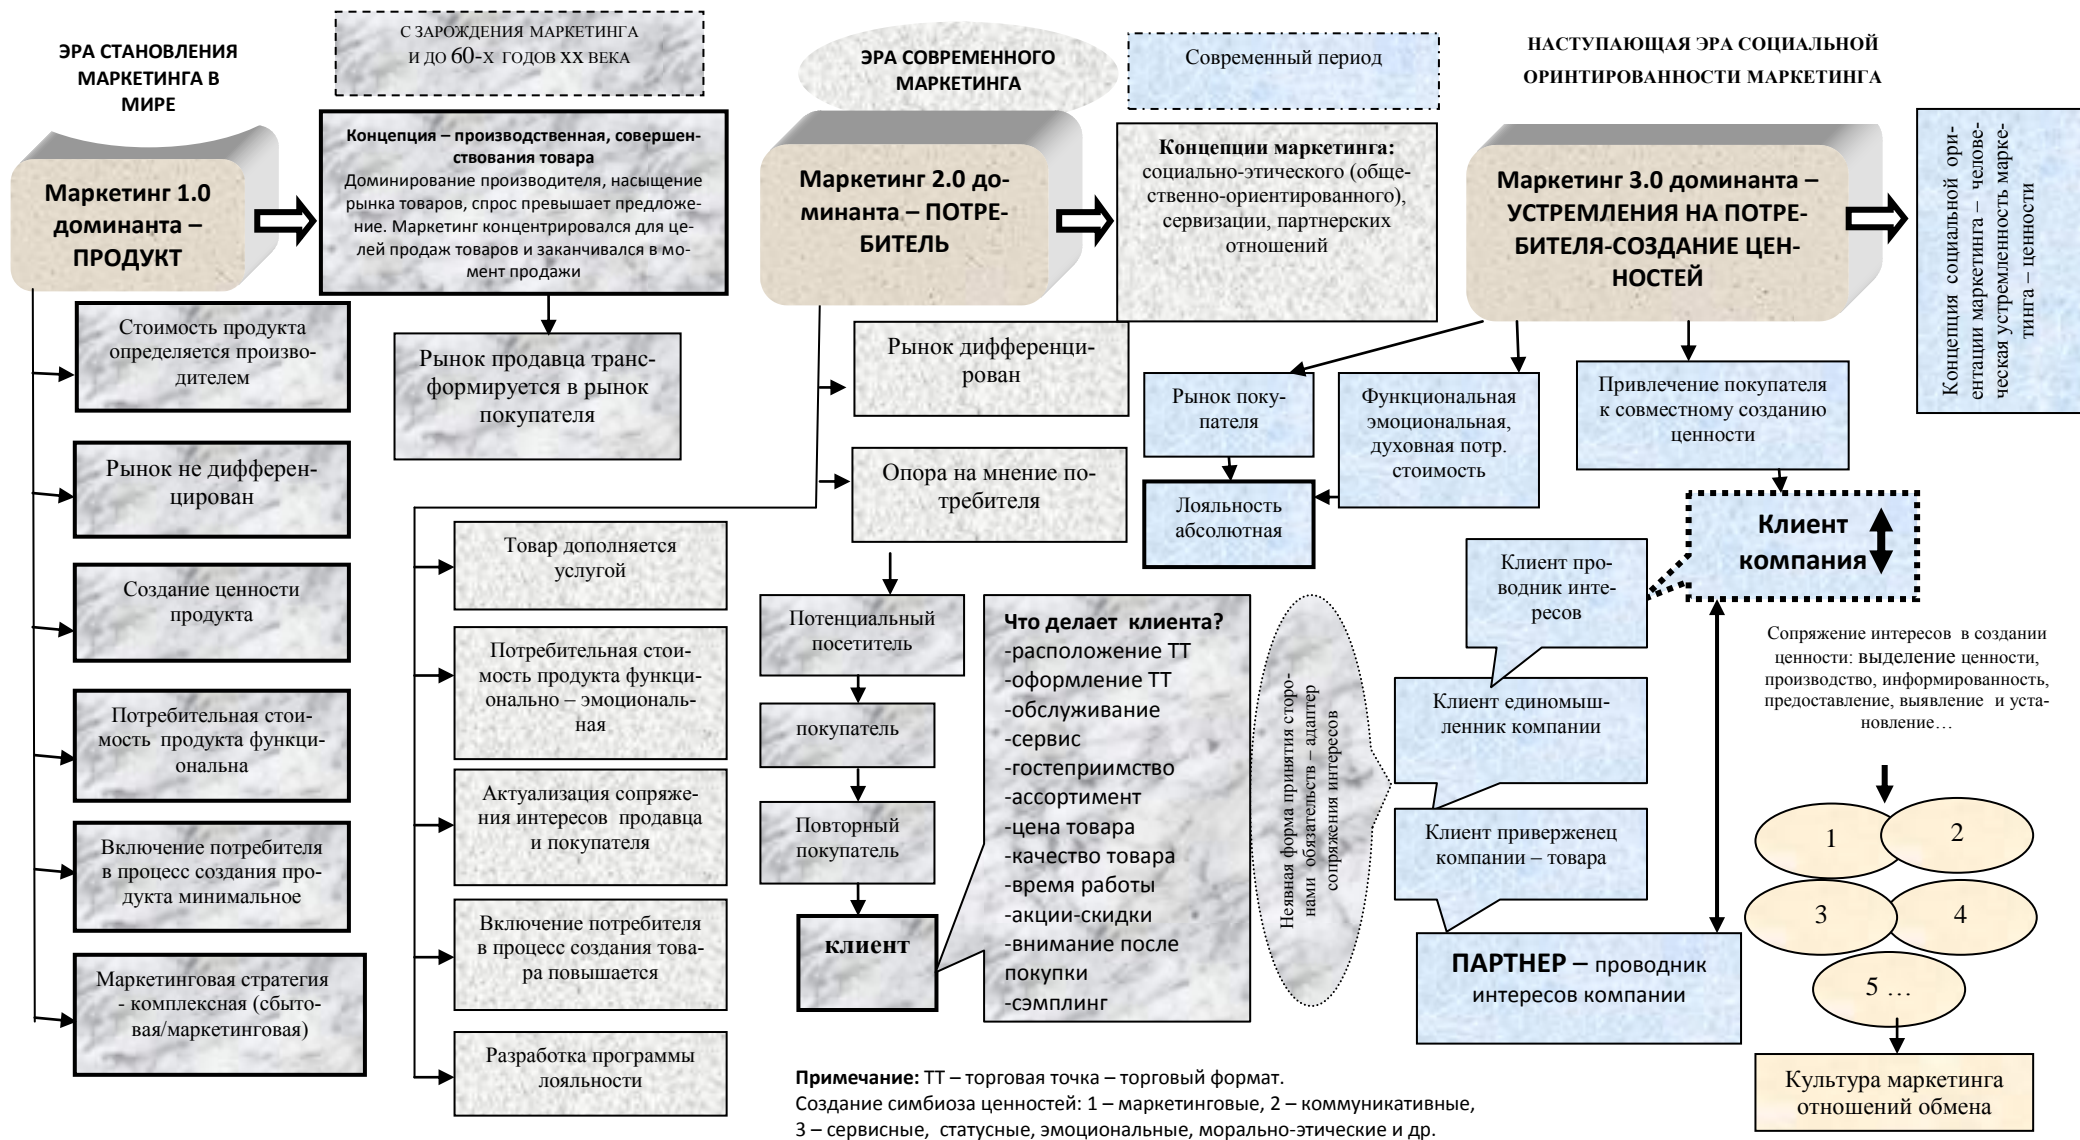 ЭРА СТАНОВЛЕНИЯ
МАРКЕТИНГА В
МИРЕ
С ЗАРОЖДЕНИЯ МАРКЕТИНГА
И ДО 60-Х ГОДОВ XX ВЕКА
Маркетинг 1.0
доминанта –
ПРОДУКТ
Концепция – производственная, совершен-
ствования товара
Доминирование производителя, насыщение
рынка товаров, спрос превышает предложе-
ние. Маркетинг концентрировался для це-
лей продаж товаров и заканчивался в мо-
мент продажи
Рынок продавца транс-
формируется в рынок
покупателя
Стоимость продукта
определяется произво-
дителем
Рынок не дифферен-
цирован
Создание ценности
продукта
Потребительная стои-
мость продукта функци-
ональна
Включение потребителя
в процесс создания про-
дукта минимальное
Маркетинговая стратегия
- комплексная (сбыто-
вая/маркетинговая)
ЭРА СОВРЕМЕННОГО
МАРКЕТИНГА
Современный период
Маркетинг 2.0 до-
минанта – ПОТРЕ-
БИТЕЛЬ
Концепции маркетинга:
социально-этического (обще-
ственно-ориентированного),
сервизации, партнерских
отношений
Рынок дифференци-
рован
Опора на мнение по-
требителя
Товар дополняется
услугой
Потребительная стои-
мость продукта функци-
онально – эмоциональ-
ная
Актуализация сопряже-
ния интересов продавца
и покупателя
Включение потребителя
в процесс создания това-
ра повышается
Разработка программы
лояльности
Потенциальный
посетитель
покупатель
Повторный
покупатель
клиент
Что делает клиента?
-расположение ТТ
-оформление ТТ
-обслуживание
-сервис
-гостеприимство
-ассортимент
-цена товара
-качество товара
-время работы
-акции-скидки
-внимание после
покупки
-сэмплинг
Неявная форма принятия сторо-
нами обязательств – адаптер
сопряжения интересов
НАСТУПАЮЩАЯ ЭРА СОЦИАЛЬНОЙ
ОРИНТИРОВАННОСТИ МАРКЕТИНГА
Маркетинг 3.0 доминанта –
УСТРЕМЛЕНИЯ НА ПОТРЕ-
БИТЕЛЯ-СОЗДАНИЕ ЦЕН-
НОСТЕЙ
Концепция социальной ори-
ентации маркетинга – челове-
ческая устремленность марке-
тинга – ценности
Рынок поку-
пателя
Функциональная
эмоциональная,
духовная потр.
стоимость
Привлечение покупателя
к совместному созданию
ценности
Лояльность
абсолютная
Клиент
компания
Клиент про-
водник инте-
ресов
Клиент единомыш-
ленник компании
Клиент приверженец
компании – товара
ПАРТНЕР – проводник
интересов компании
Сопряжение интересов в создании
ценности: выделение ценности,
производство, информированность,
предоставление, выявление и уста-
новление…
1
2
3
4
5 …
Культура маркетинга
отношений обмена
Примечание: ТТ – торговая точка – торговый формат.
Создание симбиоза ценностей: 1 – маркетинговые, 2 – коммуникативные,
3 – сервисные, статусные, эмоциональные, морально-этические и др.